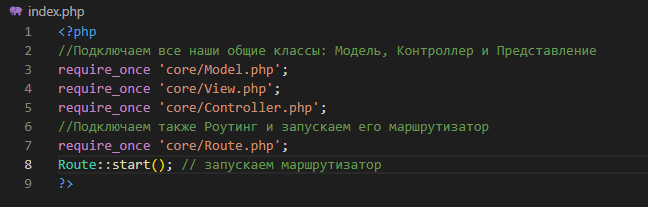 index.php
1 <?php
2 //Подключаем все наши общие классы: Модель, Контроллер и Представление
3 require_once 'core/Model.php';
4 require_once 'core/View.php';
5 require_once 'core/Controller.php';
6 //Подключаем также Роутинг и запускаем его маршрутизатор
7 require_once 'core/Route.php';
8 Route::start(); // запускаем маршрутизатор
9 ?>